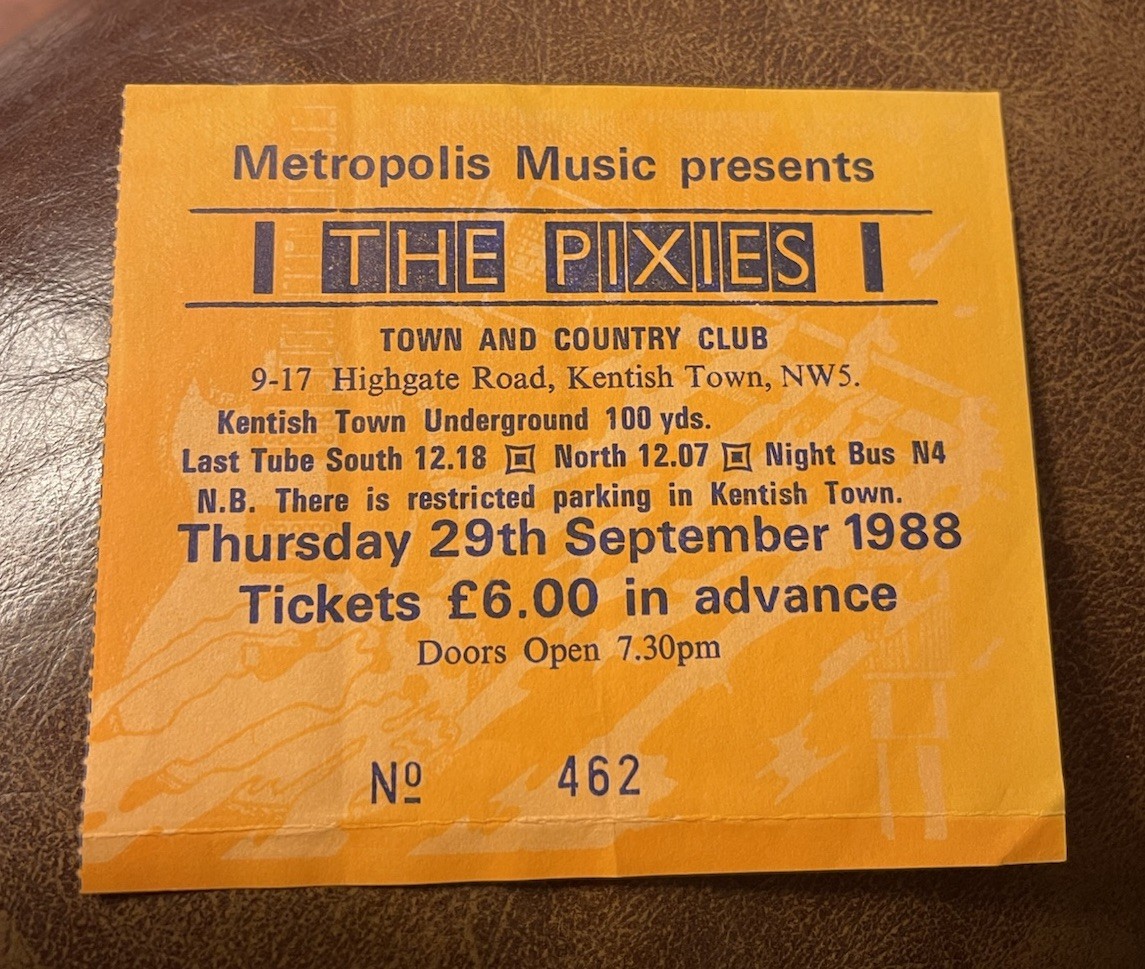 Metropolis Music presents
THE PIXIES
TOWN AND COUNTRY CLUB
9-17 Highgate Road, Kentish Town, NW5.
Kentish Town Underground 100 yds.
Last Tube South 12.18 North 12.07 Night Bus N4
N.B. There is restricted parking in Kentish Town.
Thursday 29th September 1988
Tickets £6.00 in advance
Doors Open 7.30pm
Nº 462